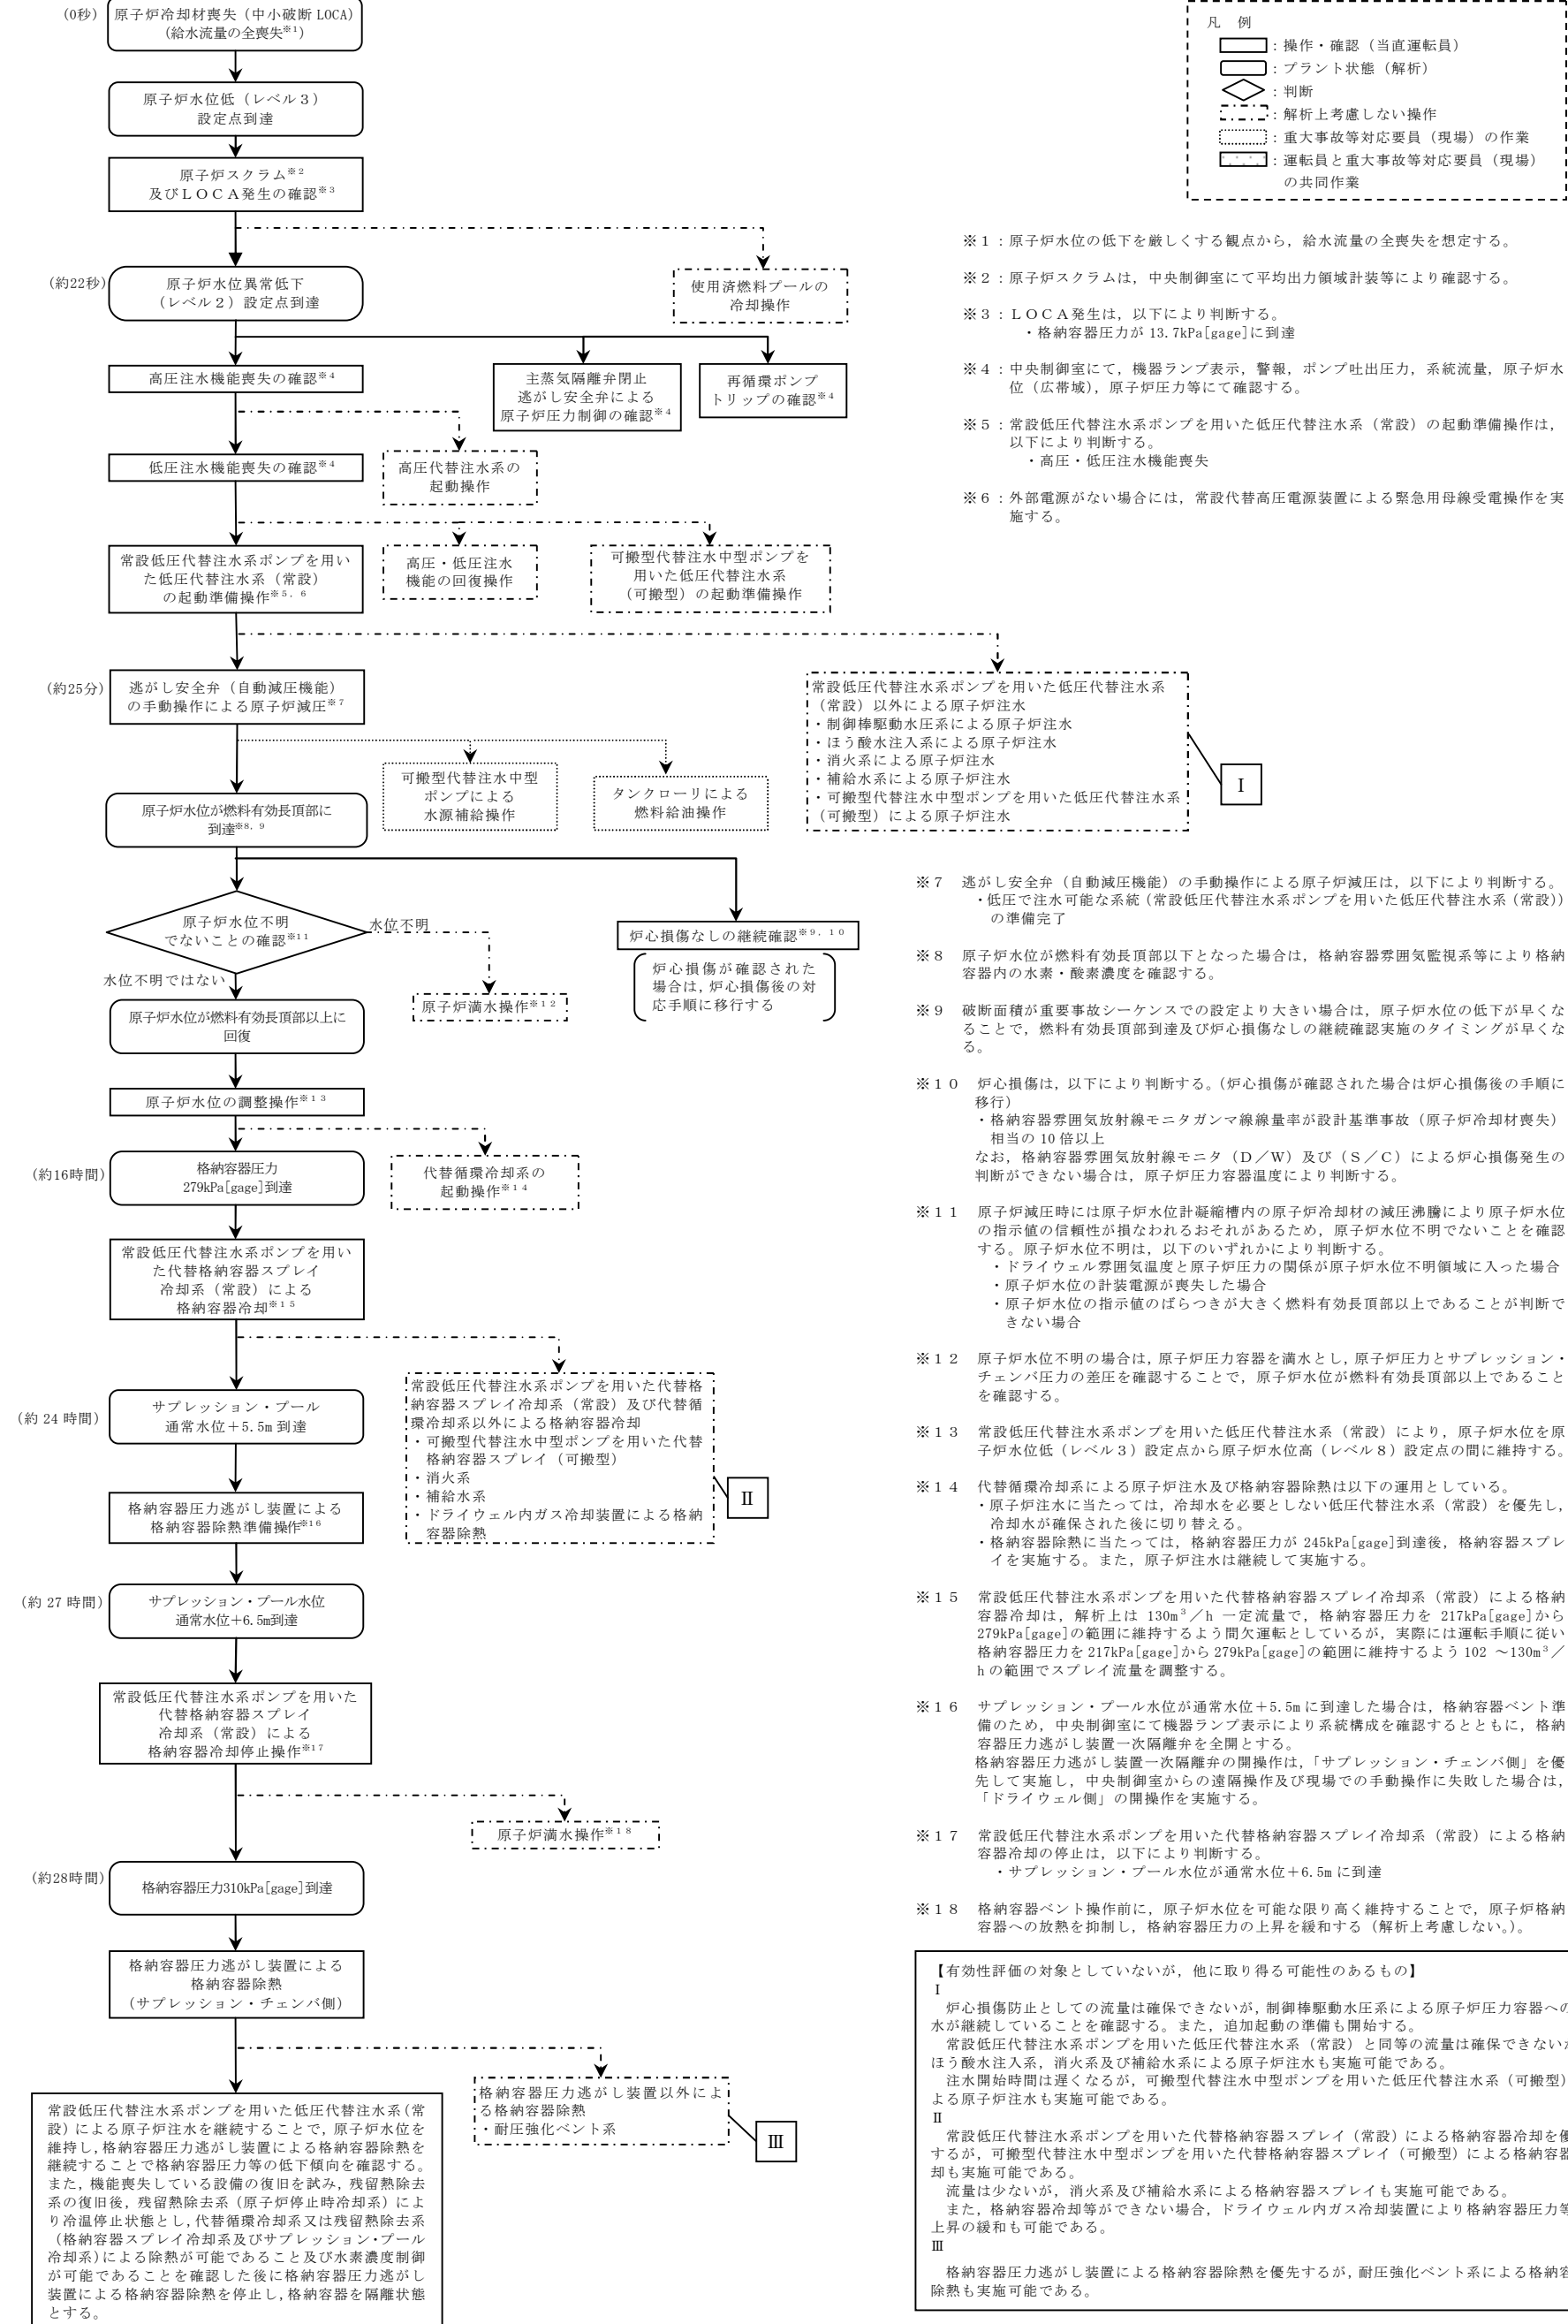 (0秒)
原子炉冷却材喪失（中小破断 LOCA）
（給水流量の全喪失※1）
原子炉水位低（レベル３）
設定点到達
原子炉スクラム※２
及びＬＯＣＡ発生の確認※３
(約22秒)
原子炉水位異常低下
（レベル２）設定点到達
使用済燃料プールの
冷却操作
高圧注水機能喪失の確認※４
主蒸気隔離弁閉止
逃がし安全弁による
原子炉圧力制御の確認※４
再循環ポンプ
トリップの確認※４
低圧注水機能喪失の確認※４
高圧代替注水系の
起動操作
常設低圧代替注水系ポンプを用い
た低圧代替注水系（常設）
の起動準備操作※５，６
高圧・低圧注水
機能の回復操作
可搬型代替注水中型ポンプを
用いた低圧代替注水系
（可搬型）の起動準備操作
(約25分)
逃がし安全弁（自動減圧機能）
の手動操作による原子炉減圧※７
常設低圧代替注水系ポンプを用いた低圧代替注水系
（常設）以外による原子炉注水
・制御棒駆動水圧系による原子炉注水
・ほう酸水注入系による原子炉注水
・消火系による原子炉注水
・補給水系による原子炉注水
・可搬型代替注水中型ポンプを用いた低圧代替注水系
（可搬型）による原子炉注水
Ⅰ
可搬型代替注水中型
ポンプによる
水源補給操作
タンクローリによる
燃料給油操作
原子炉水位が燃料有効長頂部に
到達※8，9
原子炉水位不明
でないことの確認※11
水位不明
水位不明ではない
炉心損傷なしの継続確認※９，１０
炉心損傷が確認された
場合は，炉心損傷後の対
応手順に移行する
原子炉満水操作※１２
原子炉水位が燃料有効長頂部以上に
回復
原子炉水位の調整操作※１３
(約16時間)
格納容器圧力
279kPa[gage]到達
代替循環冷却系の
起動操作※１４
常設低圧代替注水系ポンプを用い
た代替格納容器スプレイ
冷却系（常設）による
格納容器冷却※１５
(約 24 時間)
サプレッション・プール
通常水位＋5.5m 到達
常設低圧代替注水系ポンプを用いた代替格
納容器スプレイ冷却系（常設）及び代替循
環冷却系以外による格納容器冷却
・可搬型代替注水中型ポンプを用いた代替
格納容器スプレイ（可搬型）
・消火系
・補給水系
・ドライウェル内ガス冷却装置による格納
容器除熱
Ⅱ
格納容器圧力逃がし装置による
格納容器除熱準備操作※16
(約 27 時間)
サプレッション・プール水位
通常水位＋6.5m到達
常設低圧代替注水系ポンプを用いた
代替格納容器スプレイ
冷却系（常設）による
格納容器冷却停止操作※17
原子炉満水操作※１８
(約28時間)
格納容器圧力310kPa[gage]到達
格納容器圧力逃がし装置による
格納容器除熱
（サプレッション・チェンバ側）
格納容器圧力逃がし装置以外によ
る格納容器除熱
・耐圧強化ベント系
Ⅲ
常設低圧代替注水系ポンプを用いた低圧代替注水系（常
設）による原子炉注水を継続することで，原子炉水位を
維持し，格納容器圧力逃がし装置による格納容器除熱を
継続することで格納容器圧力等の低下傾向を確認する。
また，機能喪失している設備の復旧を試み，残留熱除去
系の復旧後，残留熱除去系（原子炉停止時冷却系）によ
り冷温停止状態とし，代替循環冷却系又は残留熱除去系
（格納容器スプレイ冷却系及びサプレッション・プール
冷却系）による除熱が可能であること及び水素濃度制御
が可能であることを確認した後に格納容器圧力逃がし
装置による格納容器除熱を停止し，格納容器を隔離状態
とする。
凡　例
：操作・確認（当直運転員）
：プラント状態（解析）
：判断
：解析上考慮しない操作
：重大事故等対応要員（現場）の作業
：運転員と重大事故等対応要員（現場）
の共同作業
※１：原子炉水位の低下を厳しくする観点から，給水流量の全喪失を想定する。
※２：原子炉スクラムは，中央制御室にて平均出力領域計装等により確認する。
※３：ＬＯＣＡ発生は，以下により判断する。
・格納容器圧力が 13.7kPa[gage]に到達
※４：中央制御室にて，機器ランプ表示，警報，ポンプ吐出圧力，系統流量，原子炉水
位（広帯域），原子炉圧力等にて確認する。
※５：常設低圧代替注水系ポンプを用いた低圧代替注水系（常設）の起動準備操作は，
以下により判断する。
・高圧・低圧注水機能喪失
※６：外部電源がない場合には，常設代替高圧電源装置による緊急用母線受電操作を実
施する。
※７　逃がし安全弁（自動減圧機能）の手動操作による原子炉減圧は，以下により判断する。
・低圧で注水可能な系統（常設低圧代替注水系ポンプを用いた低圧代替注水系（常設））
の準備完了
※８　原子炉水位が燃料有効長頂部以下となった場合は，格納容器雰囲気監視系等により格納
容器内の水素・酸素濃度を確認する。
※９　破断面積が重要事故シーケンスでの設定より大きい場合は，原子炉水位の低下が早くな
ることで，燃料有効長頂部到達及び炉心損傷なしの継続確認実施のタイミングが早くな
る。
※１０　炉心損傷は，以下により判断する。（炉心損傷が確認された場合は炉心損傷後の手順に
移行）
・格納容器雰囲気放射線モニタガンマ線線量率が設計基準事故（原子炉冷却材喪失）
相当の 10 倍以上
なお，格納容器雰囲気放射線モニタ（Ｄ／Ｗ）及び（Ｓ／Ｃ）による炉心損傷発生の
判断ができない場合は，原子炉圧力容器温度により判断する。
※１１　原子炉減圧時には原子炉水位計凝縮槽内の原子炉冷却材の減圧沸騰により原子炉水位
の指示値の信頼性が損なわれるおそれがあるため，原子炉水位不明でないことを確認
する。原子炉水位不明は，以下のいずれかにより判断する。
・ドライウェル雰囲気温度と原子炉圧力の関係が原子炉水位不明領域に入った場合
・原子炉水位の計装電源が喪失した場合
・原子炉水位の指示値のばらつきが大きく燃料有効長頂部以上であることが判断で
きない場合
※１２　原子炉水位不明の場合は，原子炉圧力容器を満水とし，原子炉圧力とサプレッション・
チェンバ圧力の差圧を確認することで，原子炉水位が燃料有効長頂部以上であること
を確認する。
※１３　常設低圧代替注水系ポンプを用いた低圧代替注水系（常設）により，原子炉水位を原
子炉水位低（レベル３）設定点から原子炉水位高（レベル８）設定点の間に維持する。
※１４　代替循環冷却系による原子炉注水及び格納容器除熱は以下の運用としている。
・原子炉注水に当たっては，冷却水を必要としない低圧代替注水系（常設）を優先し，
冷却水が確保された後に切り替える。
・格納容器除熱に当たっては，格納容器圧力が 245kPa[gage]到達後，格納容器スプレ
イを実施する。また，原子炉注水は継続して実施する。
※１５　常設低圧代替注水系ポンプを用いた代替格納容器スプレイ冷却系（常設）による格納
容器冷却は，解析上は 130m³／h 一定流量で，格納容器圧力を 217kPa[gage]から
279kPa[gage]の範囲に維持するよう間欠運転としているが，実際には運転手順に従い
格納容器圧力を 217kPa[gage]から 279kPa[gage]の範囲に維持するよう 102 ～130m³／
h の範囲でスプレイ流量を調整する。
※１６　サプレッション・プール水位が通常水位＋5.5m に到達した場合は，格納容器ベント準
備のため，中央制御室にて機器ランプ表示により系統構成を確認するとともに，格納
容器圧力逃がし装置一次隔離弁を全開とする。
格納容器圧力逃がし装置一次隔離弁の開操作は，「サプレッション・チェンバ側」を優
先して実施し，中央制御室からの遠隔操作及び現場での手動操作に失敗した場合は，
「ドライウェル側」の開操作を実施する。
※１７　常設低圧代替注水系ポンプを用いた代替格納容器スプレイ冷却系（常設）による格納
容器冷却の停止は，以下により判断する。
・サプレッション・プール水位が通常水位＋6.5m に到達
※１８　格納容器ベント操作前に，原子炉水位を可能な限り高く維持することで，原子炉格納
容器への放熱を抑制し，格納容器圧力の上昇を緩和する（解析上考慮しない。）。
【有効性評価の対象としていないが，他に取り得る可能性のあるもの】
Ⅰ
炉心損傷防止としての流量は確保できないが，制御棒駆動水圧系による原子炉圧力容器への
水が継続していることを確認する。また，追加起動の準備も開始する。
常設低圧代替注水系ポンプを用いた低圧代替注水系（常設）と同等の流量は確保できない
ほう酸水注入系，消火系及び補給水系による原子炉注水も実施可能である。
注水開始時間は遅くなるが，可搬型代替注水中型ポンプを用いた低圧代替注水系（可搬型）
よる原子炉注水も実施可能である。
Ⅱ
常設低圧代替注水系ポンプを用いた代替格納容器スプレイ（常設）による格納容器冷却を優
するが，可搬型代替注水中型ポンプを用いた代替格納容器スプレイ（可搬型）による格納容器
却も実施可能である。
流量は少ないが，消火系及び補給水系による格納容器スプレイも実施可能である。
また，格納容器冷却等ができない場合，ドライウェル内ガス冷却装置により格納容器圧力等
上昇の緩和も可能である。
Ⅲ
格納容器圧力逃がし装置による格納容器除熱を優先するが，耐圧強化ベント系による格納容
除熱も実施可能である。